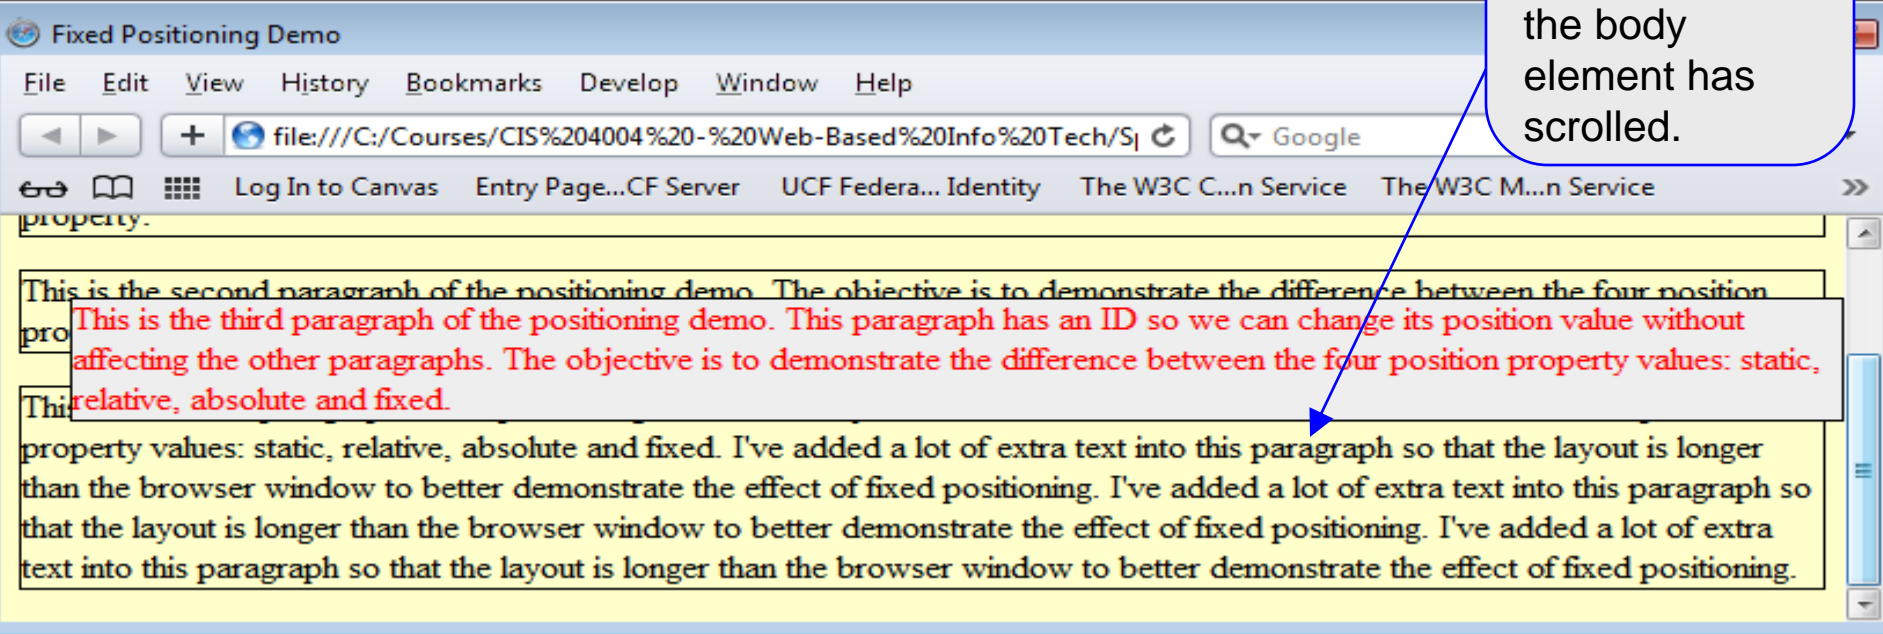 Fixed Positioning Demo
the body
element has
scrolled.
File Edit View History Bookmarks Develop Window Help
file:///C:/Courses/CIS%204004%20-%20Web-Based%20Info%20Tech/S
Google
Log In to Canvas Entry Page...CF Server UCF Federa... Identity The W3C C...n Service The W3C M...n Service
property.
This is the second paragraph of the positioning demo. The objective is to demonstrate the difference between the four position
pro
This is the third paragraph of the positioning demo. This paragraph has an ID so we can change its position value without
affecting the other paragraphs. The objective is to demonstrate the difference between the four position property values: static,
relative, absolute and fixed.
This
property values: static, relative, absolute and fixed. I've added a lot of extra text into this paragraph so that the layout is longer
than the browser window to better demonstrate the effect of fixed positioning. I've added a lot of extra text into this paragraph so
that the layout is longer than the browser window to better demonstrate the effect of fixed positioning. I've added a lot of extra
text into this paragraph so that the layout is longer than the browser window to better demonstrate the effect of fixed positioning.